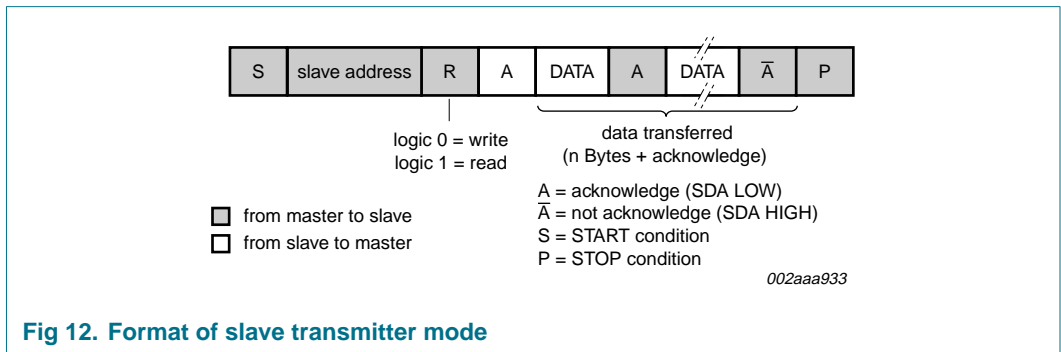 S slave address R A DATA A DATA A̅ P
logic 0 = write
logic 1 = read
data transferred
(n Bytes + acknowledge)
A = acknowledge (SDA LOW)
A̅ = not acknowledge (SDA HIGH)
S = START condition
P = STOP condition
from master to slave
from slave to master
002aaa933
Fig 12. Format of slave transmitter mode